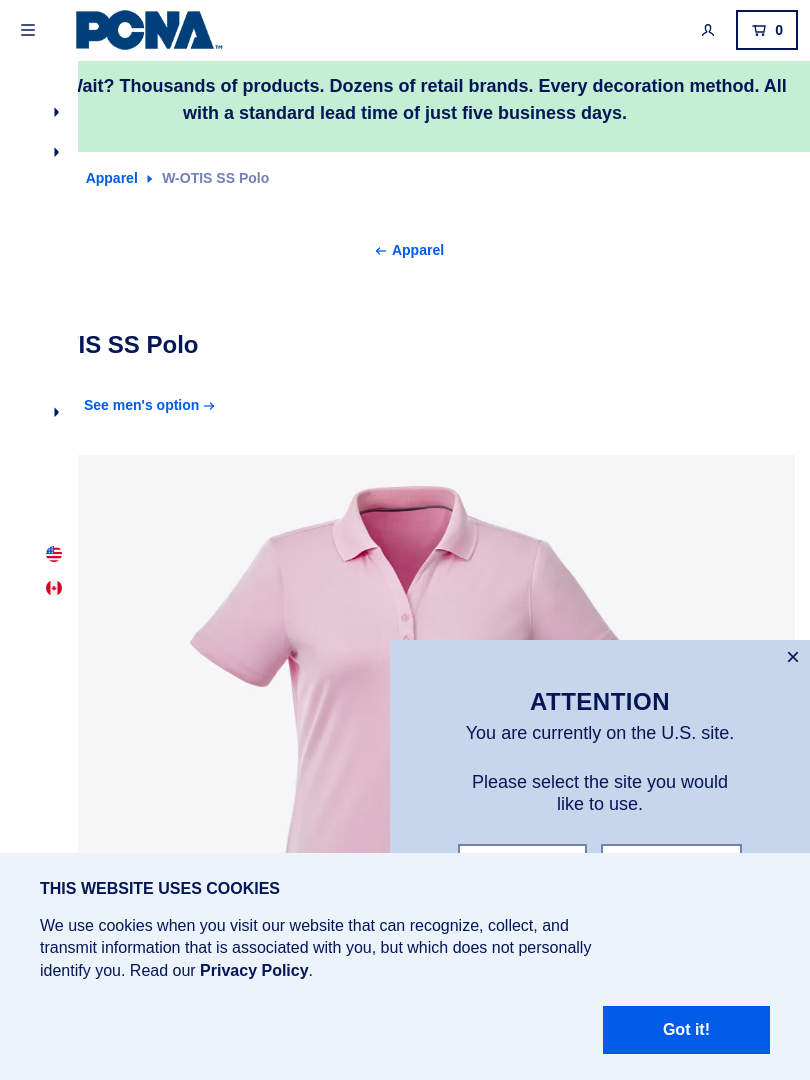 PCNA™
0
Wait? Thousands of products. Dozens of retail brands. Every decoration method. All
with a standard lead time of just five business days.
Apparel W-OTIS SS Polo
← Apparel
IS SS Polo
See men's option →
ATTENTION
You are currently on the U.S. site.
Please select the site you would
like to use.
THIS WEBSITE USES COOKIES
We use cookies when you visit our website that can recognize, collect, and
transmit information that is associated with you, but which does not personally
identify you. Read our Privacy Policy.
Got it!